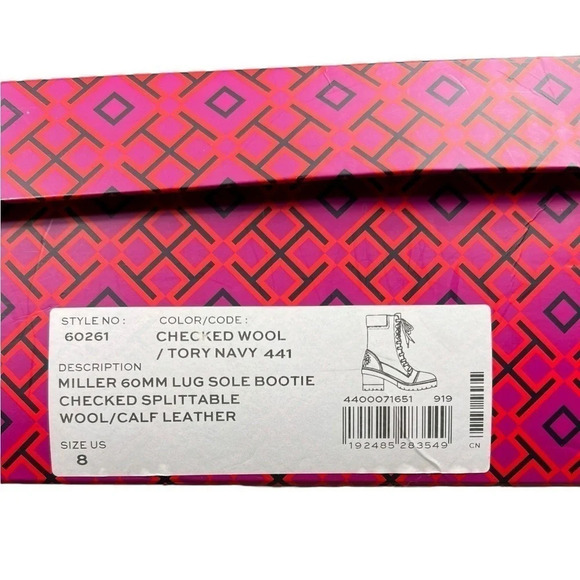 STYLE NO :
60261
COLOR/CODE :
CHECKED WOOL
/ TORY NAVY 441
DESCRIPTION
MILLER 60MM LUG SOLE BOOTIE
CHECKED SPLITTABLE
WOOL/CALF LEATHER
SIZE US
8
4400071651 919
192485 283549
CN